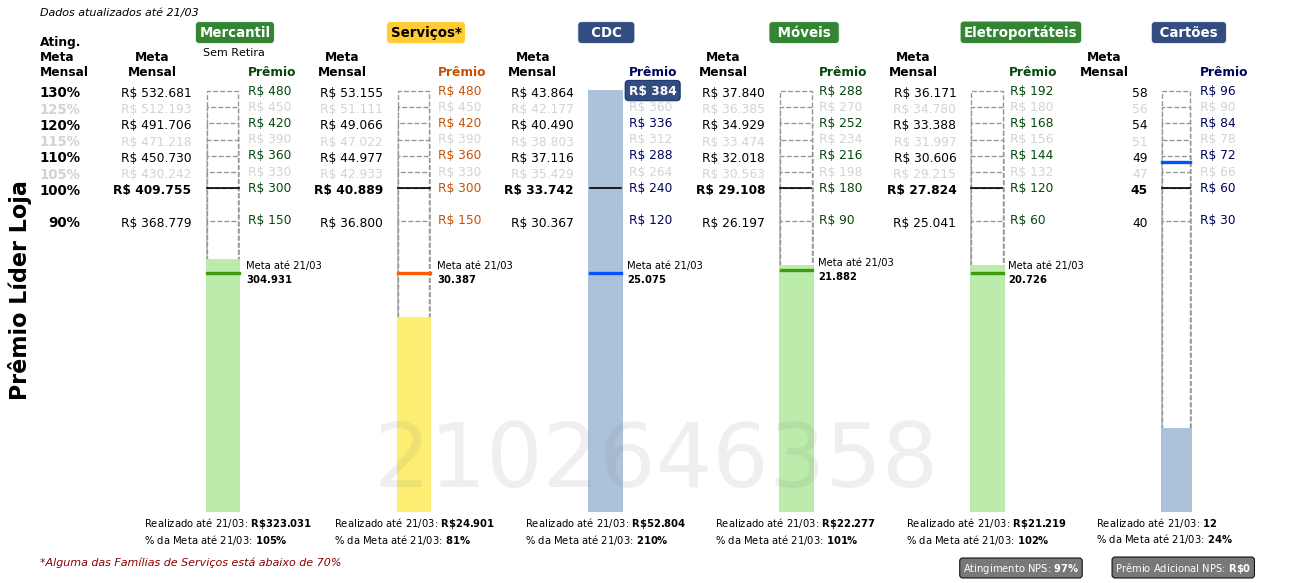 Dados atualizados até 21/03
Mercantil Serviços* CDC Móveis Eletroportáteis Cartões
Sem Retira
Ating. Meta Mensal
Meta Mensal Prêmio Meta Mensal Prêmio Meta Mensal Prêmio Meta Mensal Prêmio Meta Mensal Prêmio Meta Mensal Prêmio
130% R$ 532.681 R$ 480 R$ 53.155 R$ 480 R$ 43.864 R$ 384 R$ 37.840 R$ 288 R$ 36.171 R$ 192 58 R$ 96
125% R$ 512.193 R$ 450 R$ 51.111 R$ 450 R$ 42.177 R$ 360 R$ 36.385 R$ 270 R$ 34.780 R$ 180 56 R$ 90
120% R$ 491.706 R$ 420 R$ 49.066 R$ 420 R$ 40.490 R$ 336 R$ 34.929 R$ 252 R$ 33.388 R$ 168 54 R$ 84
115% R$ 471.218 R$ 390 R$ 47.022 R$ 390 R$ 38.803 R$ 312 R$ 33.474 R$ 234 R$ 31.997 R$ 156 51 R$ 78
110% R$ 450.730 R$ 360 R$ 44.977 R$ 360 R$ 37.116 R$ 288 R$ 32.018 R$ 216 R$ 30.606 R$ 144 49 R$ 72
105% R$ 430.242 R$ 330 R$ 42.933 R$ 330 R$ 35.429 R$ 264 R$ 30.563 R$ 198 R$ 29.215 R$ 132 47 R$ 66
100% R$ 409.755 R$ 300 R$ 40.889 R$ 300 R$ 33.742 R$ 240 R$ 29.108 R$ 180 R$ 27.824 R$ 120 45 R$ 60
90% R$ 368.779 R$ 150 R$ 36.800 R$ 150 R$ 30.367 R$ 120 R$ 26.197 R$ 90 R$ 25.041 R$ 60 40 R$ 30
Prêmio Líder Loja
Meta até 21/03 Meta até 21/03 Meta até 21/03 Meta até 21/03 Meta até 21/03
304.931 30.387 25.075 21.882 20.726
2102646358
Realizado até 21/03: R$323.031 Realizado até 21/03: R$24.901 Realizado até 21/03: R$52.804 Realizado até 21/03: R$22.277 Realizado até 21/03: R$21.219 Realizado até 21/03: 12
% da Meta até 21/03: 105% % da Meta até 21/03: 81% % da Meta até 21/03: 210% % da Meta até 21/03: 101% % da Meta até 21/03: 102% % da Meta até 21/03: 24%
*Alguma das Famílias de Serviços está abaixo de 70%
Atingimento NPS: 97% Prêmio Adicional NPS: R$0